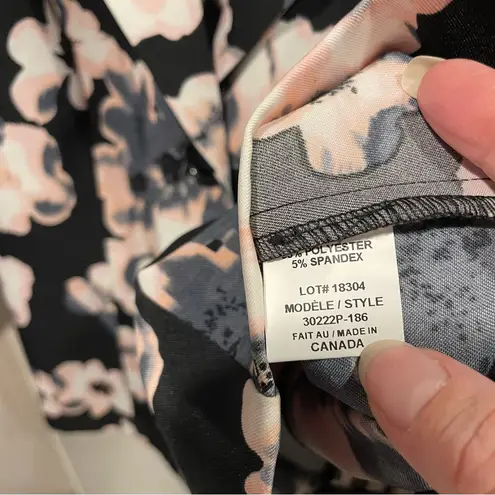 % POLYESTER
5% SPANDEX
LOT# 18304
MODÈLE / STYLE
30222P-186
FAIT AU / MADE IN
CANADA